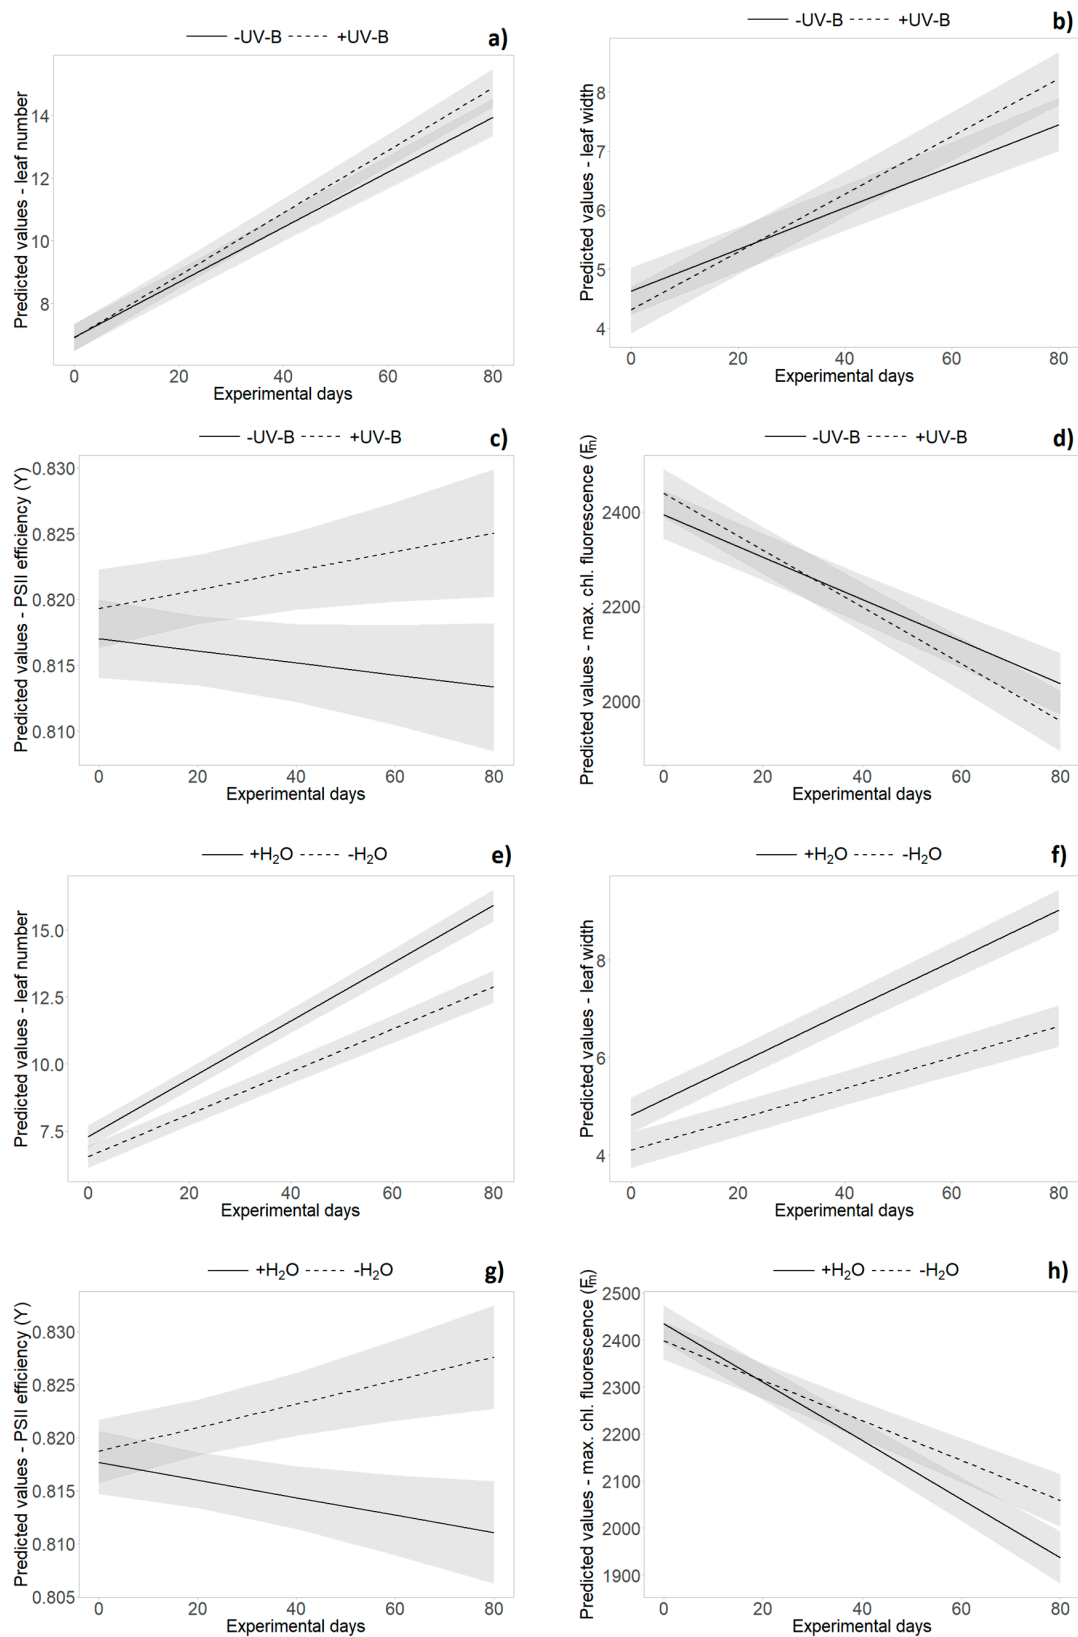 -UV-B +UV-B a)
Predicted values - leaf number
14
12
10
8
0 20 40 60 80
Experimental days
-UV-B +UV-B b)
Predicted values - leaf width
8
7
6
5
4
0 20 40 60 80
Experimental days
-UV-B +UV-B c)
Predicted values - PSII efficiency (Y)
0.830
0.825
0.820
0.815
0.810
0 20 40 60 80
Experimental days
-UV-B +UV-B d)
Predicted values - max. chl. fluorescence (Fm)
2400
2200
2000
0 20 40 60 80
Experimental days
+H₂O -H₂O e)
Predicted values - leaf number
15.0
12.5
10.0
7.5
0 20 40 60 80
Experimental days
+H₂O -H₂O f)
Predicted values - leaf width
8
6
4
0 20 40 60 80
Experimental days
+H₂O -H₂O g)
Predicted values - PSII efficiency (Y)
0.830
0.825
0.820
0.815
0.810
0.805
0 20 40 60 80
Experimental days
+H₂O -H₂O h)
Predicted values - max. chl. fluorescence (Fm)
2500
2400
2300
2200
2100
2000
1900
0 20 40 60 80
Experimental days